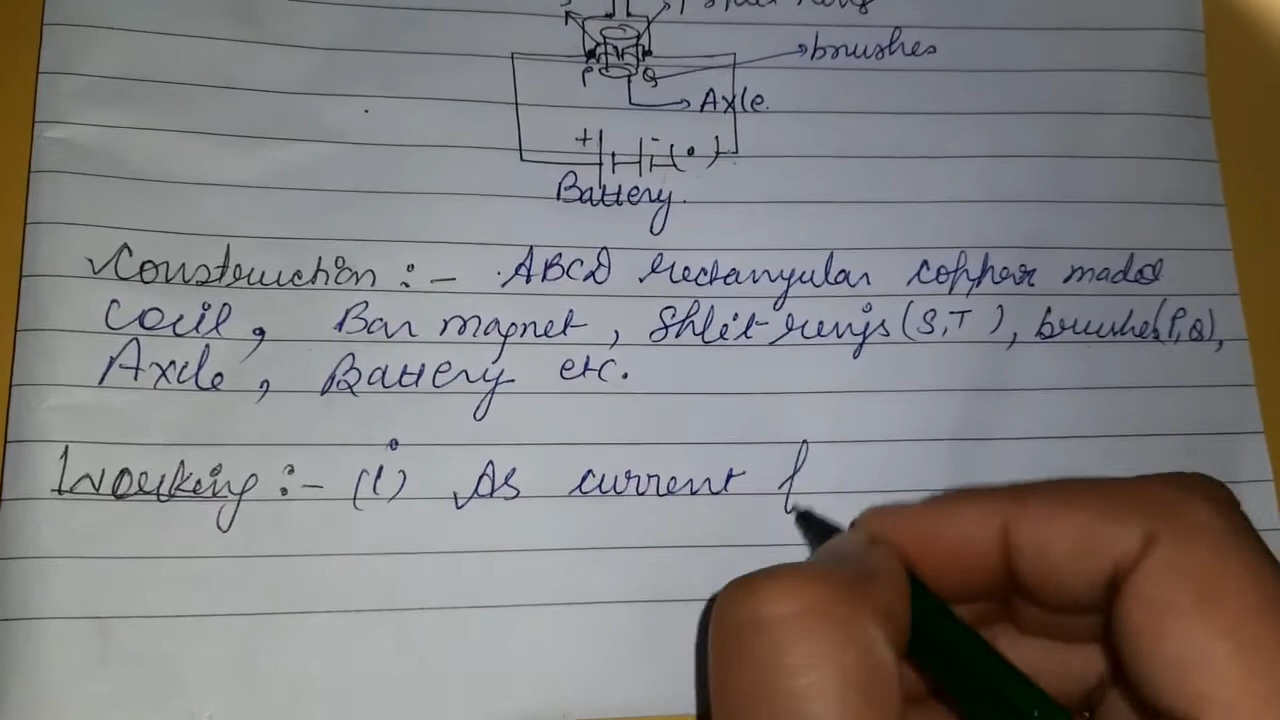 brushes
P Q
Axle.
+ -
Battery.
Construction :- ABCD rectangular copper made
Coil, Bar magnet, Shlit rings (S,T), brushes(P,Q),
Axle, Battery etc.
Working :- (i) As current f